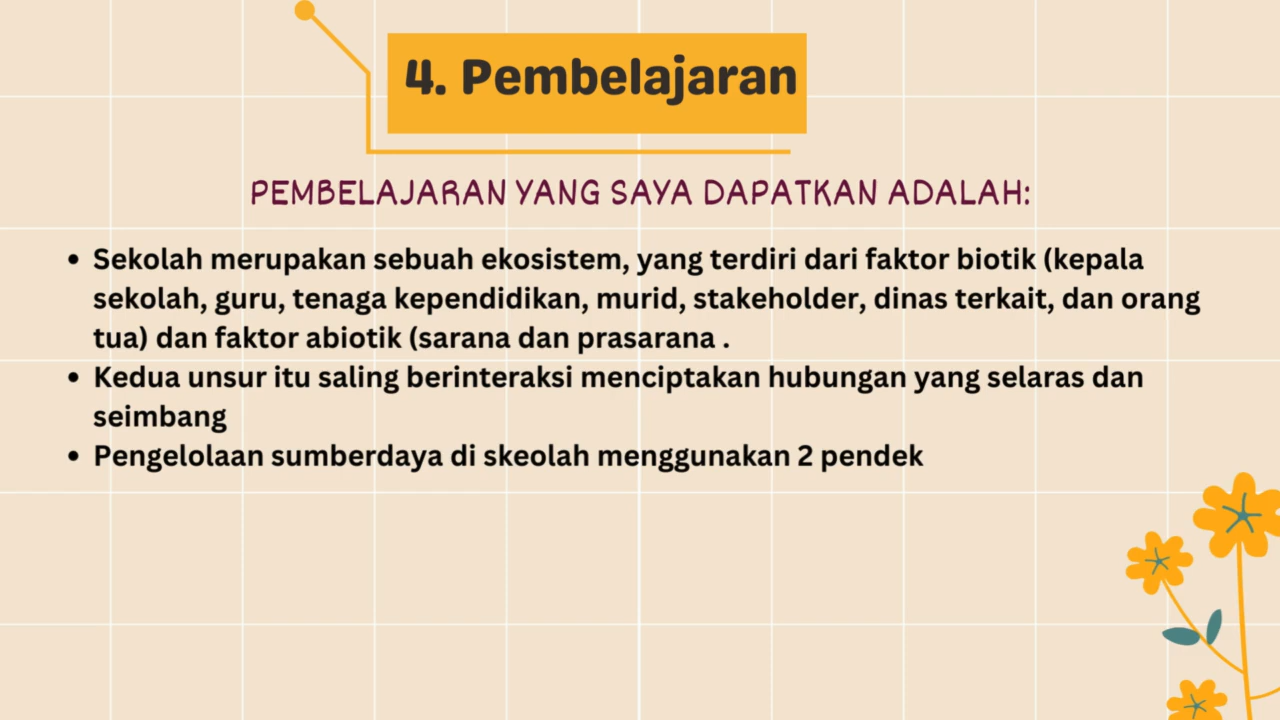 4. Pembelajaran
PEMBELAJARAN YANG SAYA DAPATKAN ADALAH:
• Sekolah merupakan sebuah ekosistem, yang terdiri dari faktor biotik (kepala
sekolah, guru, tenaga kependidikan, murid, stakeholder, dinas terkait, dan orang
tua) dan faktor abiotik (sarana dan prasarana .
• Kedua unsur itu saling berinteraksi menciptakan hubungan yang selaras dan
seimbang
• Pengelolaan sumberdaya di skeolah menggunakan 2 pendek